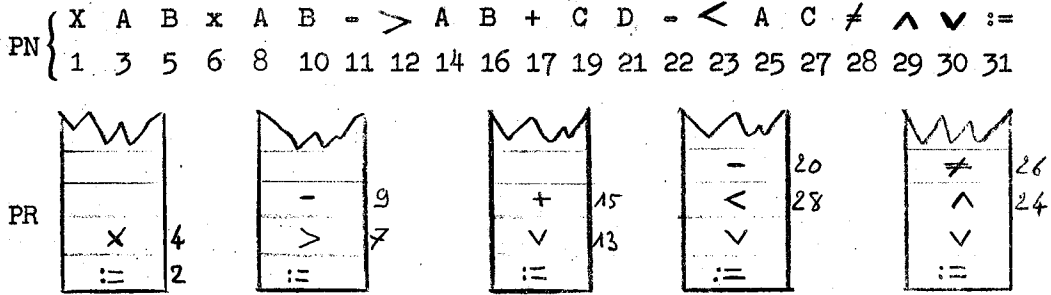 X A B x A B - > A B + C D - < A C ≠ ∧ ∨ :=
PN { 1 3 5 6 8 10 11 12 14 16 17 19 21 22 23 25 27 28 29 30 31
- 20 ≠ 26
- 9 + 15 < 28 ∧ 24
PR × 4 > 7 ∨ 13 ∨ ∨
:= 2 := := := :=